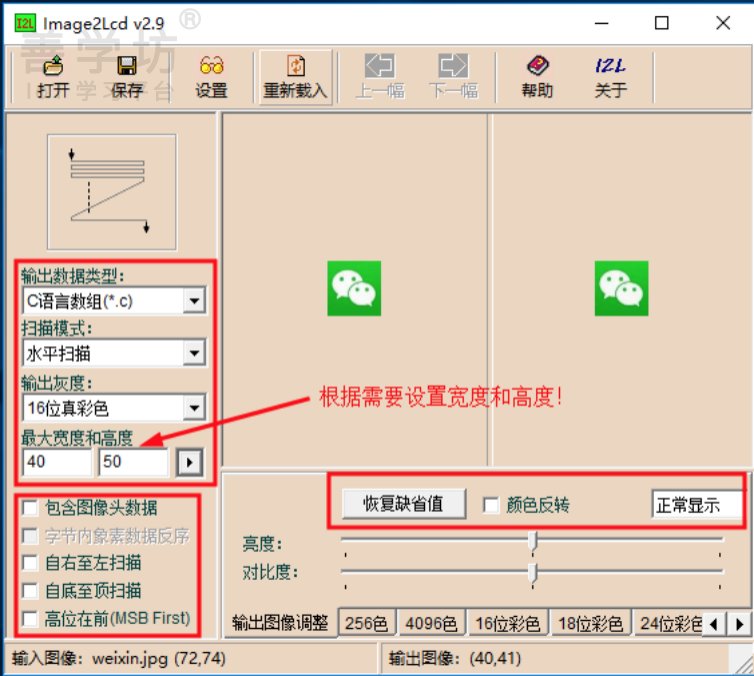 Image2Lcd v2.9
善学坊®
学习平台
打开 保存 设置 重新载入 上一幅 下一幅 帮助 I2L 关于
输出数据类型:
C语言数组(*.c)
扫描模式:
水平扫描
输出灰度:
16位真彩色
最大宽度和高度
40 50
根据需要设置宽度和高度!
包含图像头数据
字节内象素数据反序
自右至左扫描
自底至顶扫描
高位在前(MSB First)
恢复缺省值 颜色反转 正常显示
亮度:
对比度:
输出图像调整 256色 4096色 16位彩色 18位彩色 24位彩色
输入图像: weixin.jpg (72,74) 输出图像: (40,41)